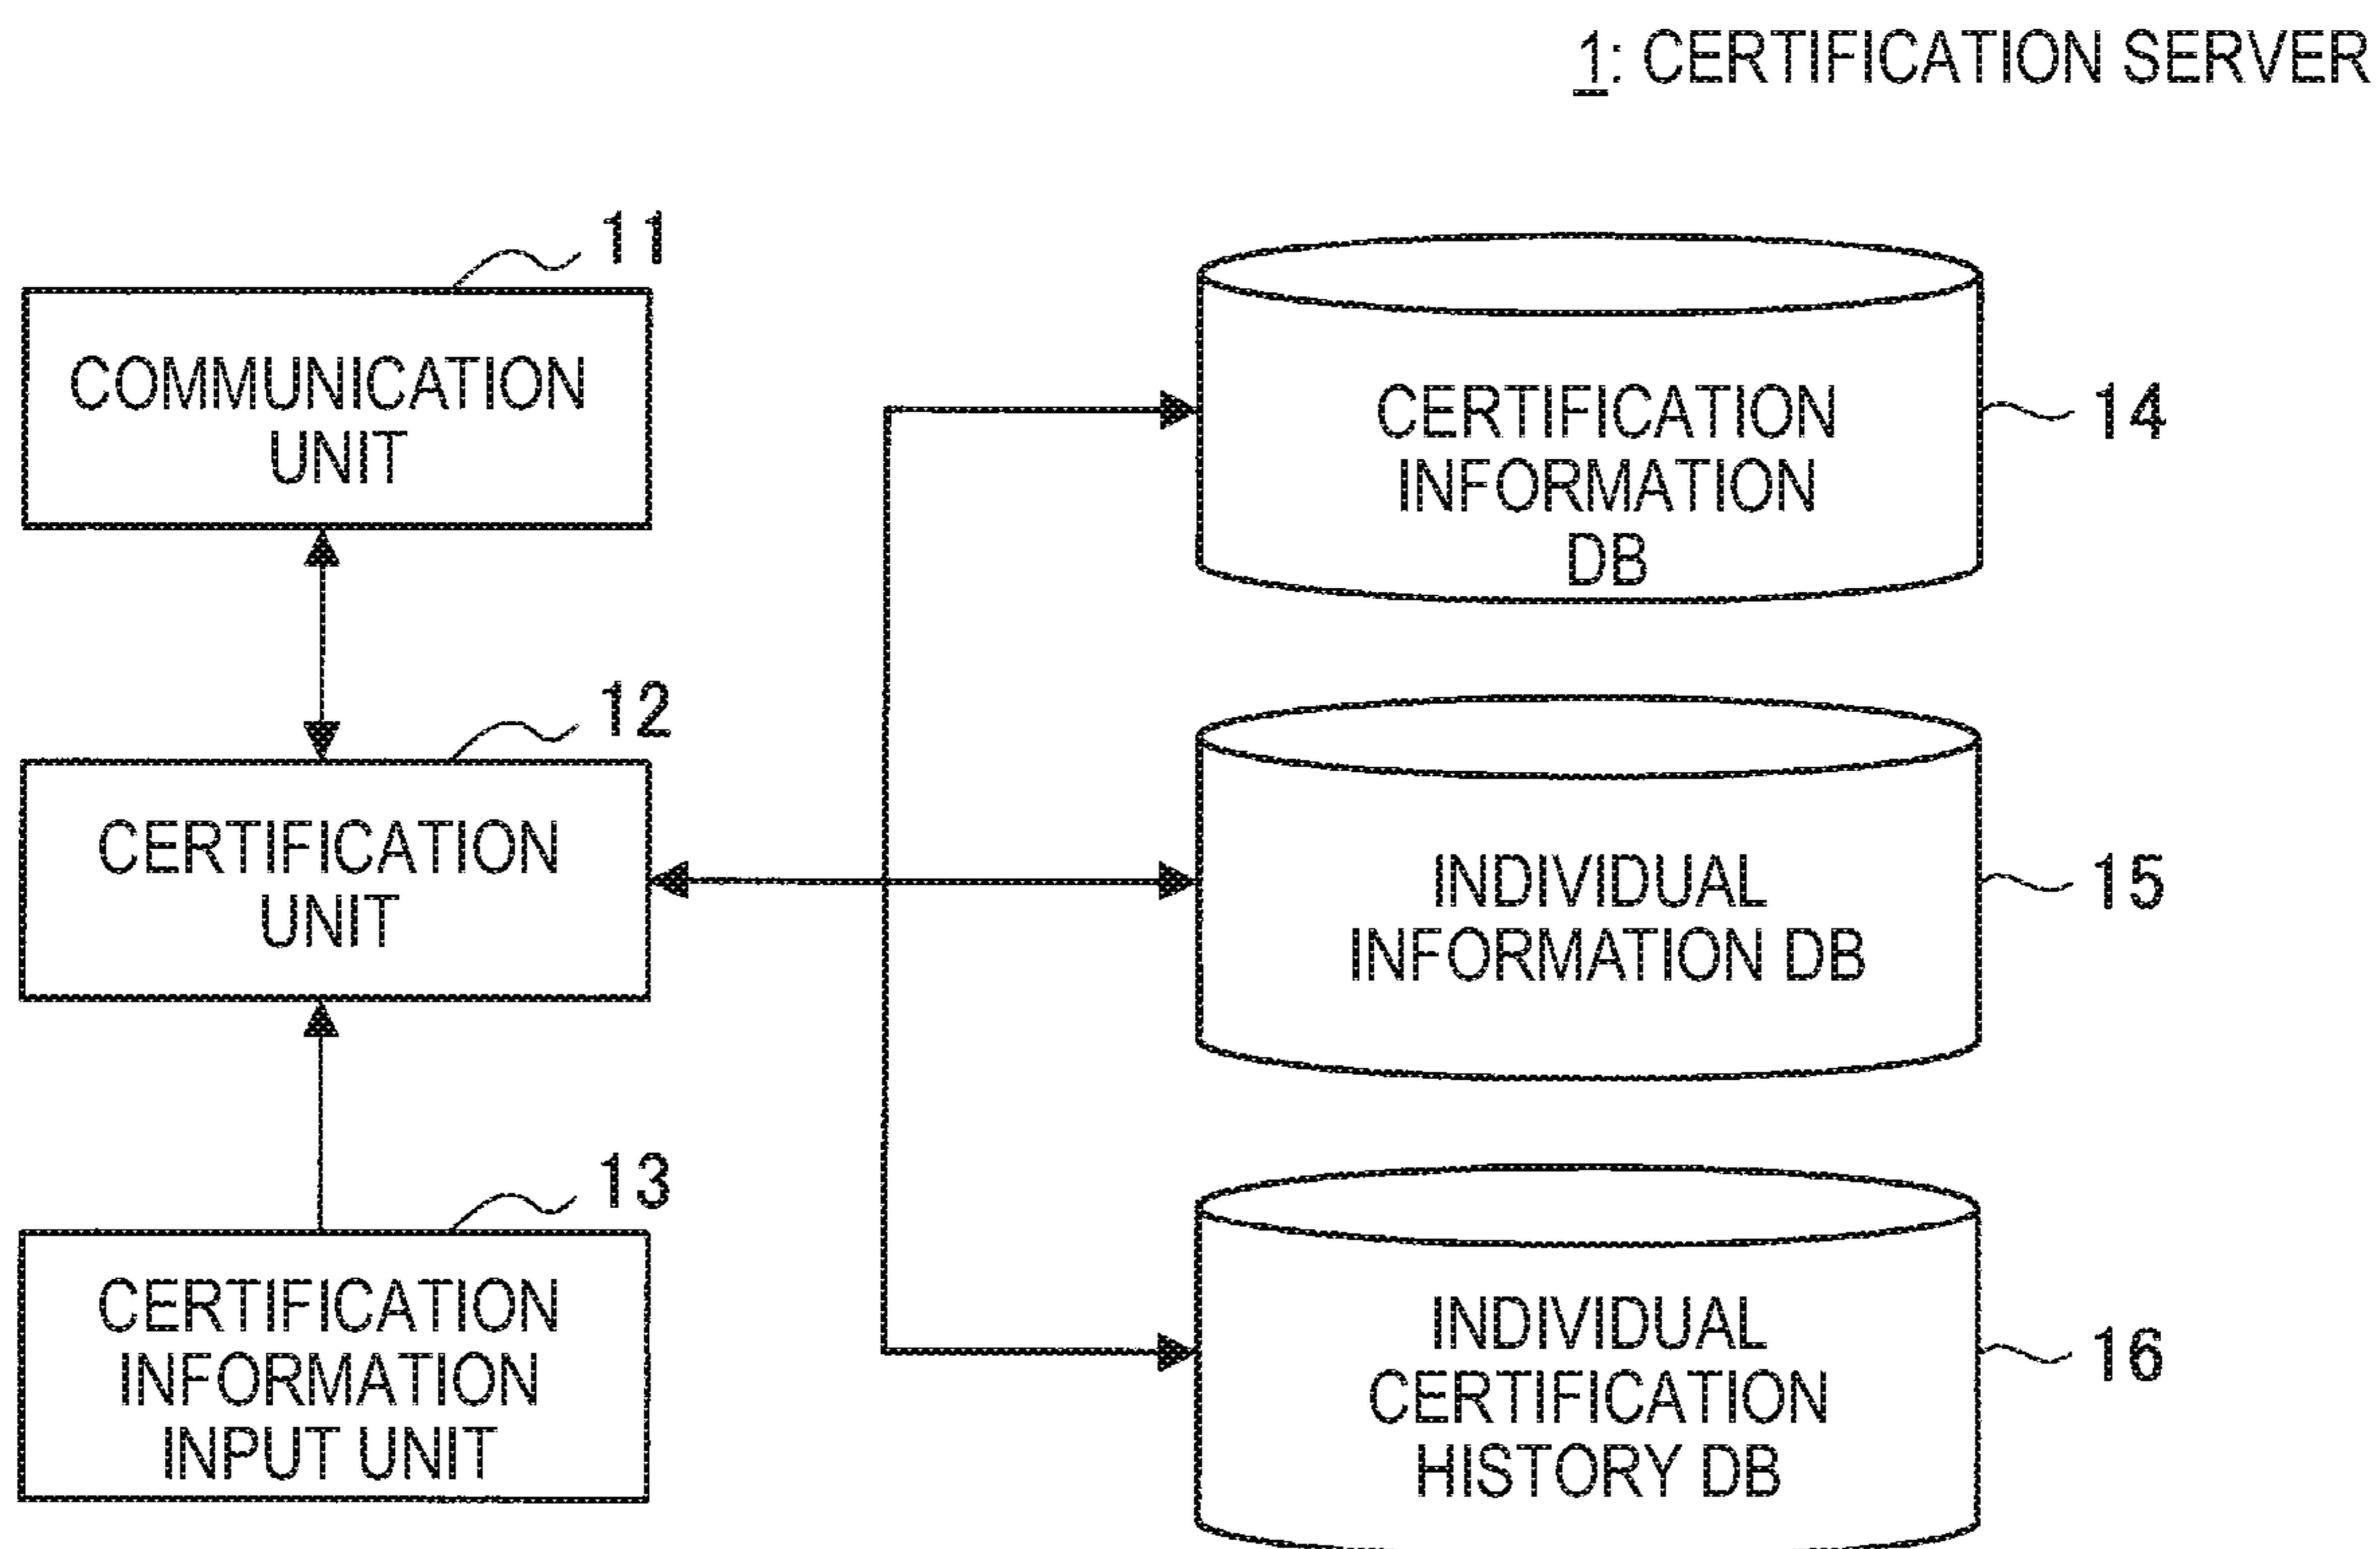 1: CERTIFICATION SERVER
11
COMMUNICATION
UNIT
12
CERTIFICATION
UNIT
13
CERTIFICATION
INFORMATION
INPUT UNIT
CERTIFICATION
INFORMATION
DB
14
INDIVIDUAL
INFORMATION DB
15
INDIVIDUAL
CERTIFICATION
HISTORY DB
16